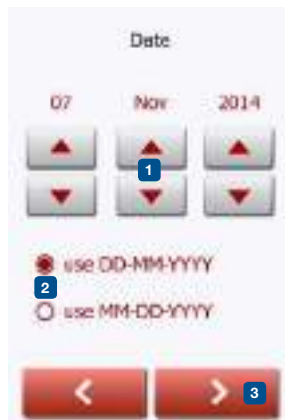 Date
07 Nov 2014
1
use DD-MM-YYYY
2
use MM-DD-YYYY
3